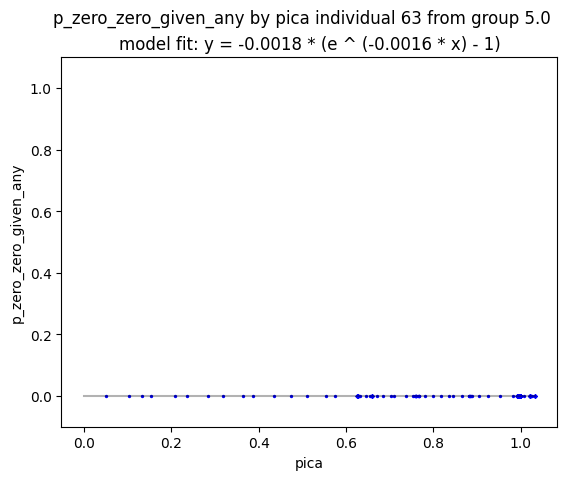 p_zero_zero_given_any by pica individual 63 from group 5.0
model fit: y = -0.0018 * (e ^ (-0.0016 * x) - 1)
p_zero_zero_given_any
1.0
0.8
0.6
0.4
0.2
0.0
0.0 0.2 0.4 0.6 0.8 1.0
pica